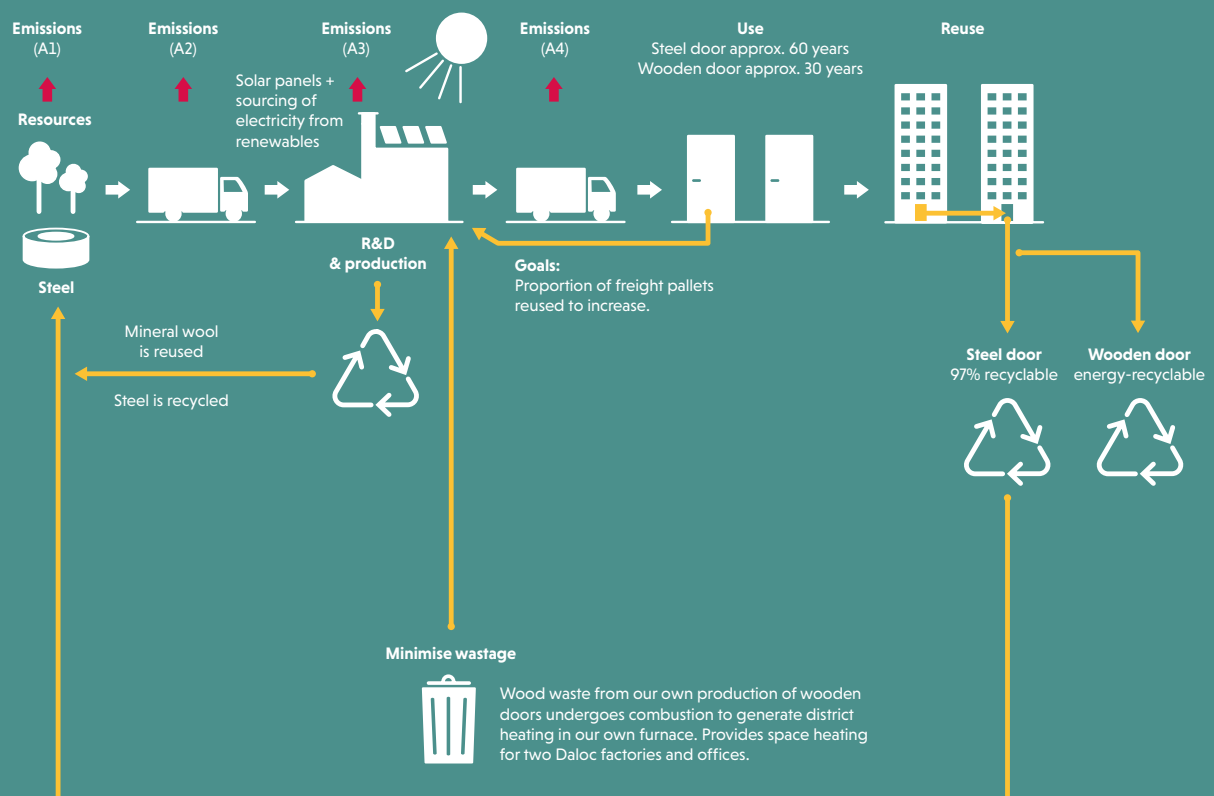 Emissions
(A1)
Emissions
(A2)
Emissions
(A3)
Emissions
(A4)
Use
Steel door approx. 60 years
Wooden door approx. 30 years
Reuse
Resources
Solar panels +
sourcing of
electricity from
renewables
Steel
R&D
& production
Goals:
Proportion of freight pallets
reused to increase.
Mineral wool
is reused
Steel is recycled
Steel door
97% recyclable
Wooden door
energy-recyclable
Minimise wastage
Wood waste from our own production of wooden
doors undergoes combustion to generate district
heating in our own furnace. Provides space heating
for two Daloc factories and offices.